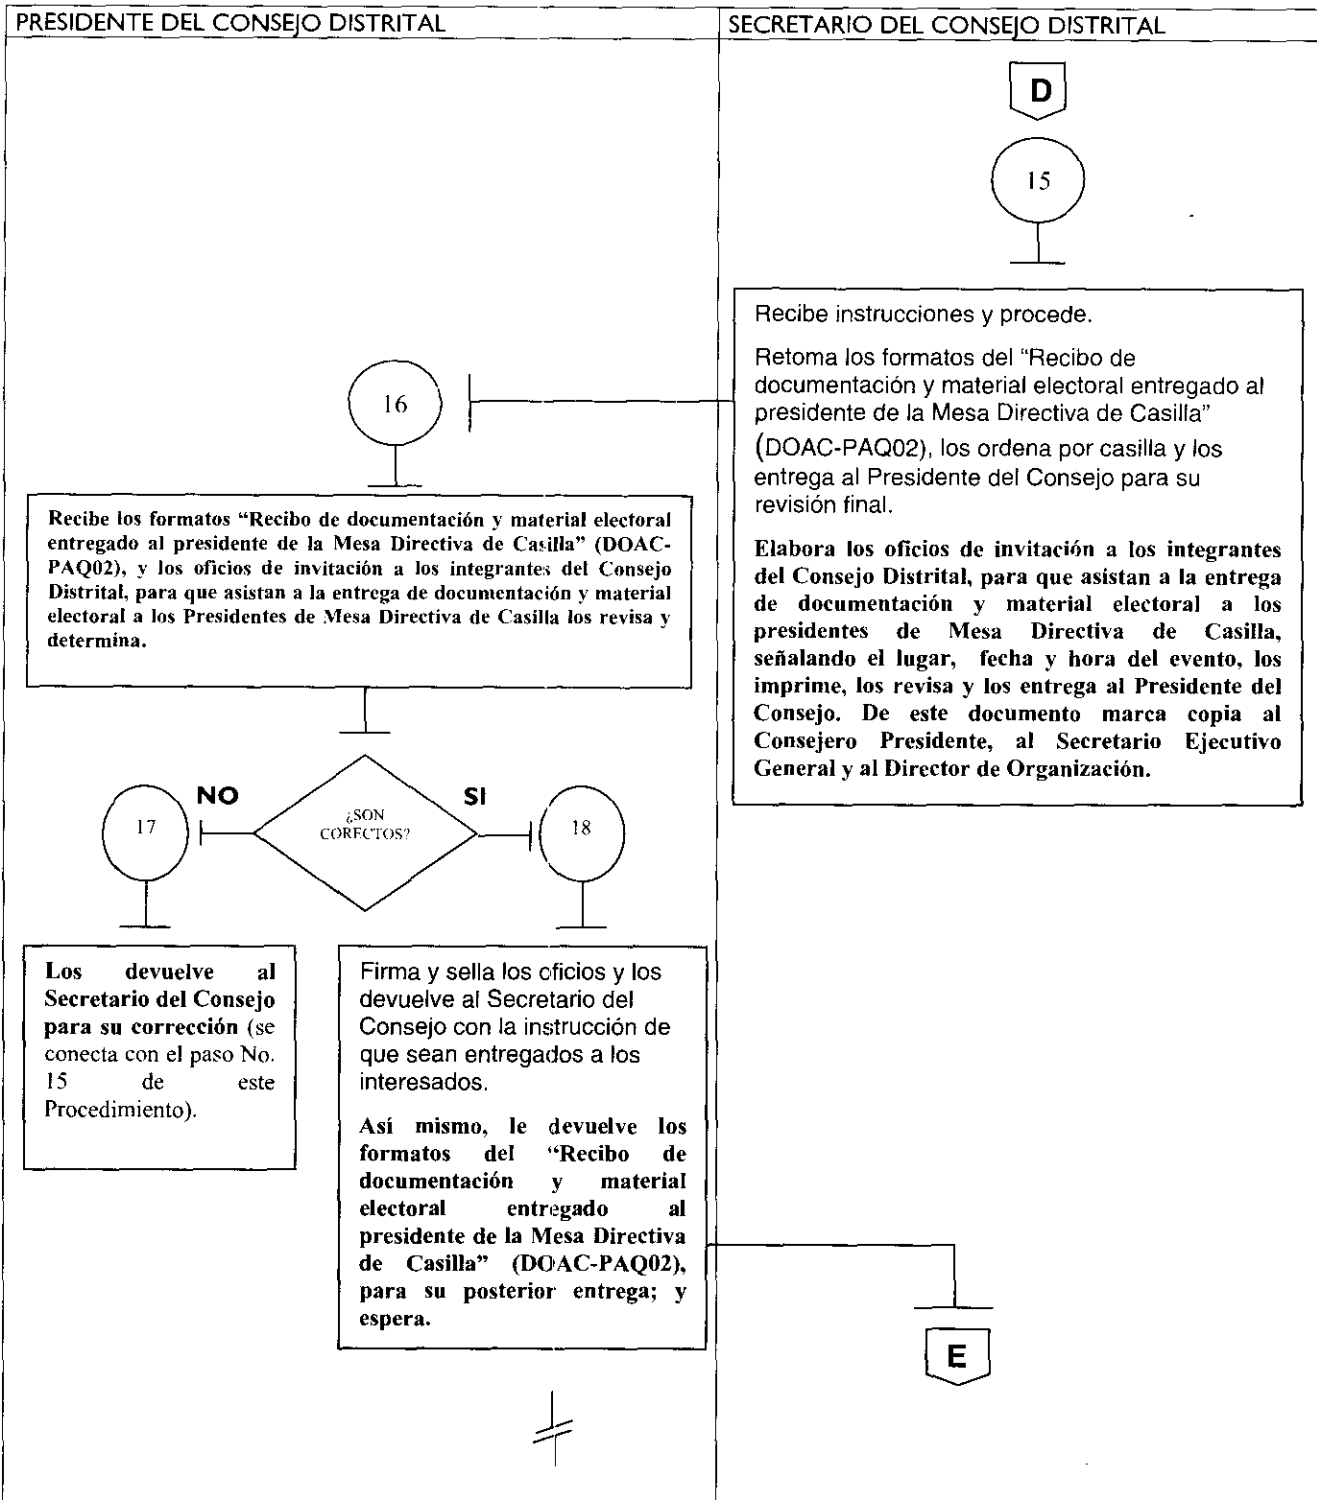 PRESIDENTE DEL CONSEJO DISTRITAL
SECRETARIO DEL CONSEJO DISTRITAL
D
15
Recibe instrucciones y procede.
Retoma los formatos del “Recibo de
documentación y material electoral entregado al
presidente de la Mesa Directiva de Casilla”
(DOAC-PAQ02), los ordena por casilla y los
entrega al Presidente del Consejo para su
revisión final.
Elabora los oficios de invitación a los integrantes
del Consejo Distrital, para que asistan a la entrega
de documentación y material electoral a los
presidentes de Mesa Directiva de Casilla,
señalando el lugar, fecha y hora del evento, los
imprime, los revisa y los entrega al Presidente del
Consejo. De este documento marca copia al
Consejero Presidente, al Secretario Ejecutivo
General y al Director de Organización.
16
Recibe los formatos “Recibo de documentación y material electoral
entregado al presidente de la Mesa Directiva de Casilla” (DOAC-
PAQ02), y los oficios de invitación a los integrantes del Consejo
Distrital, para que asistan a la entrega de documentación y material
electoral a los Presidentes de Mesa Directiva de Casilla los revisa y
determina.
NO
SI
17
¿SON
CORECTOS?
18
Los devuelve al
Secretario del Consejo
para su corrección (se
conecta con el paso No.
15 de este
Procedimiento).
Firma y sella los oficios y los
devuelve al Secretario del
Consejo con la instrucción de
que sean entregados a los
interesados.
Así mismo, le devuelve los
formatos del “Recibo de
documentación y material
electoral entregado al
presidente de la Mesa Directiva
de Casilla” (DOAC-PAQ02),
para su posterior entrega; y
espera.
E